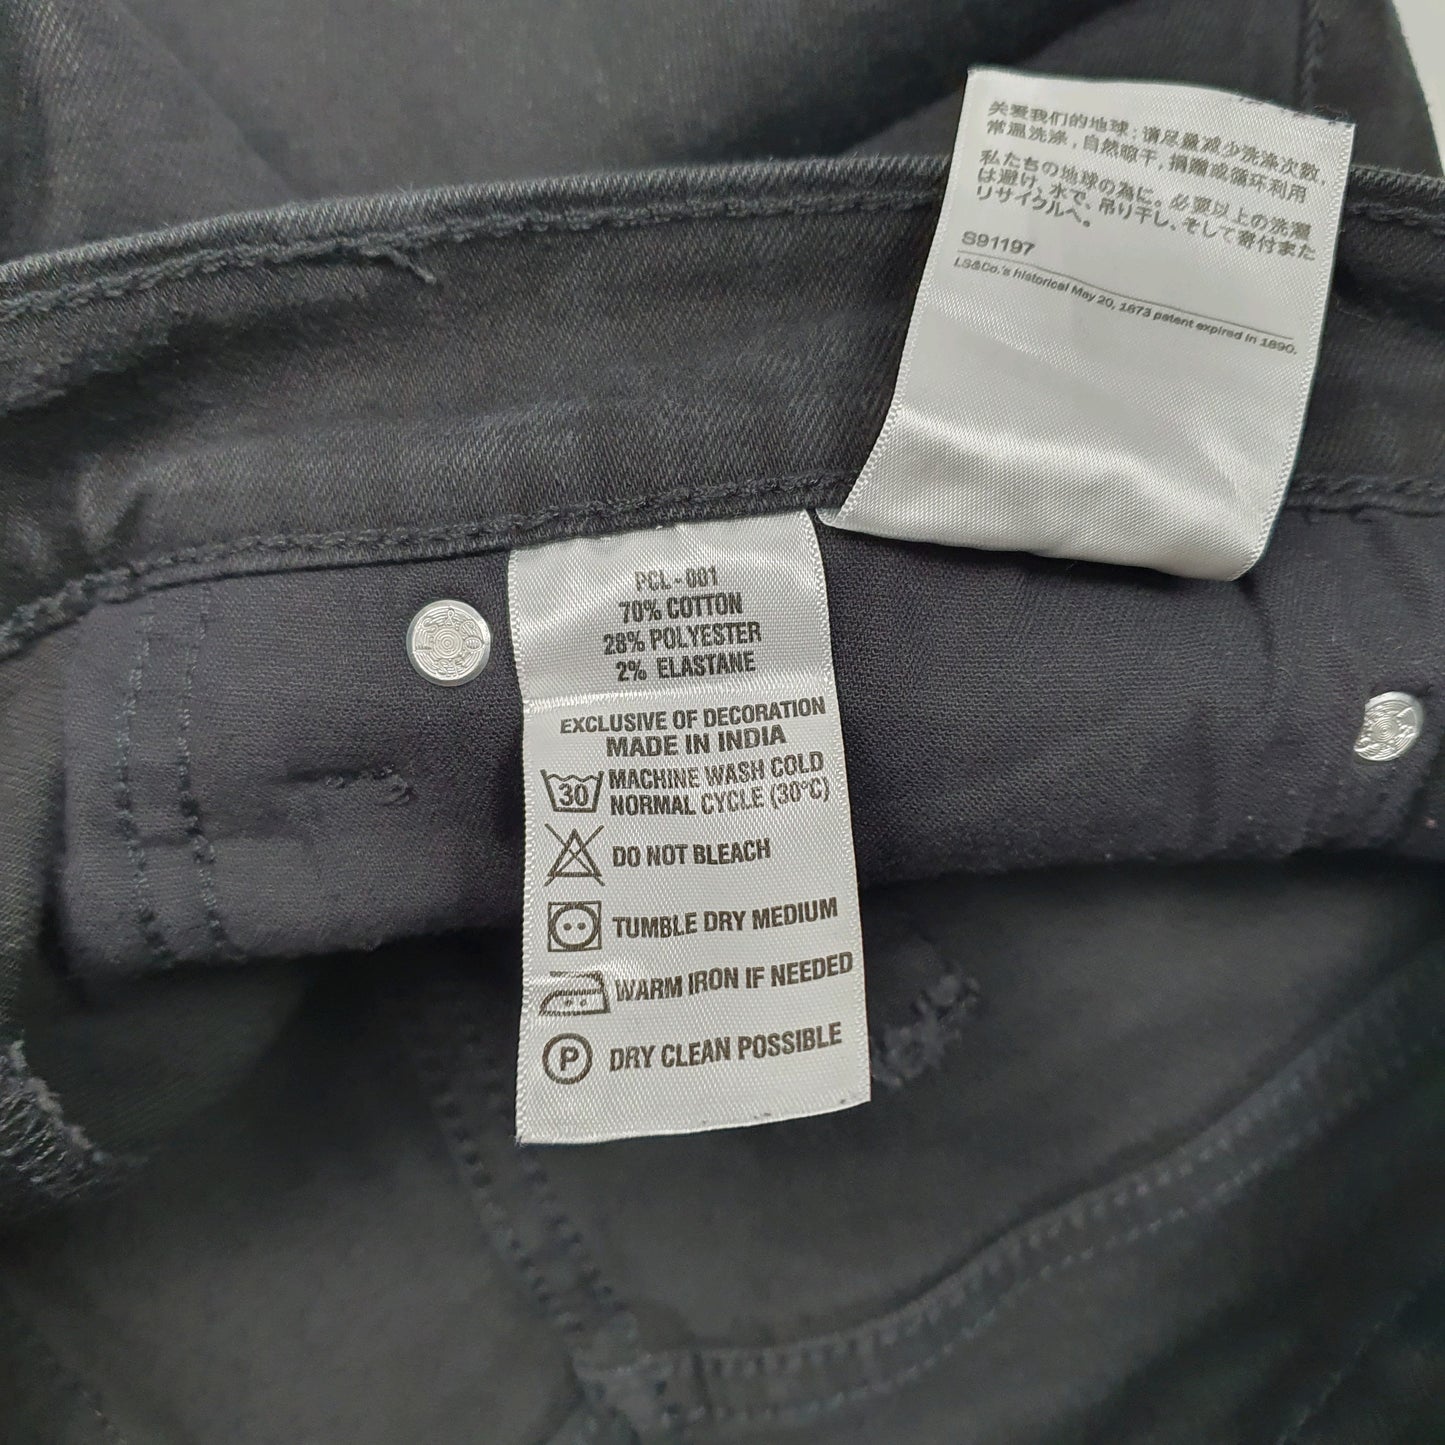 关爱我们的地球：请尽量减少洗涤次数，
常温洗涤，自然晾干，捐赠或循环利用
私たちの地球の為に。必要以上の洗濯
は避け、水で、吊り干し、そして寄付また
リサイクルへ。
S91197
LS&Co.'s historical May 20, 1873 patent expired in 1890.
PCL-001
70% COTTON
28% POLYESTER
2% ELASTANE
EXCLUSIVE OF DECORATION
MADE IN INDIA
30 MACHINE WASH COLD
NORMAL CYCLE (30°C)
DO NOT BLEACH
TUMBLE DRY MEDIUM
WARM IRON IF NEEDED
P DRY CLEAN POSSIBLE